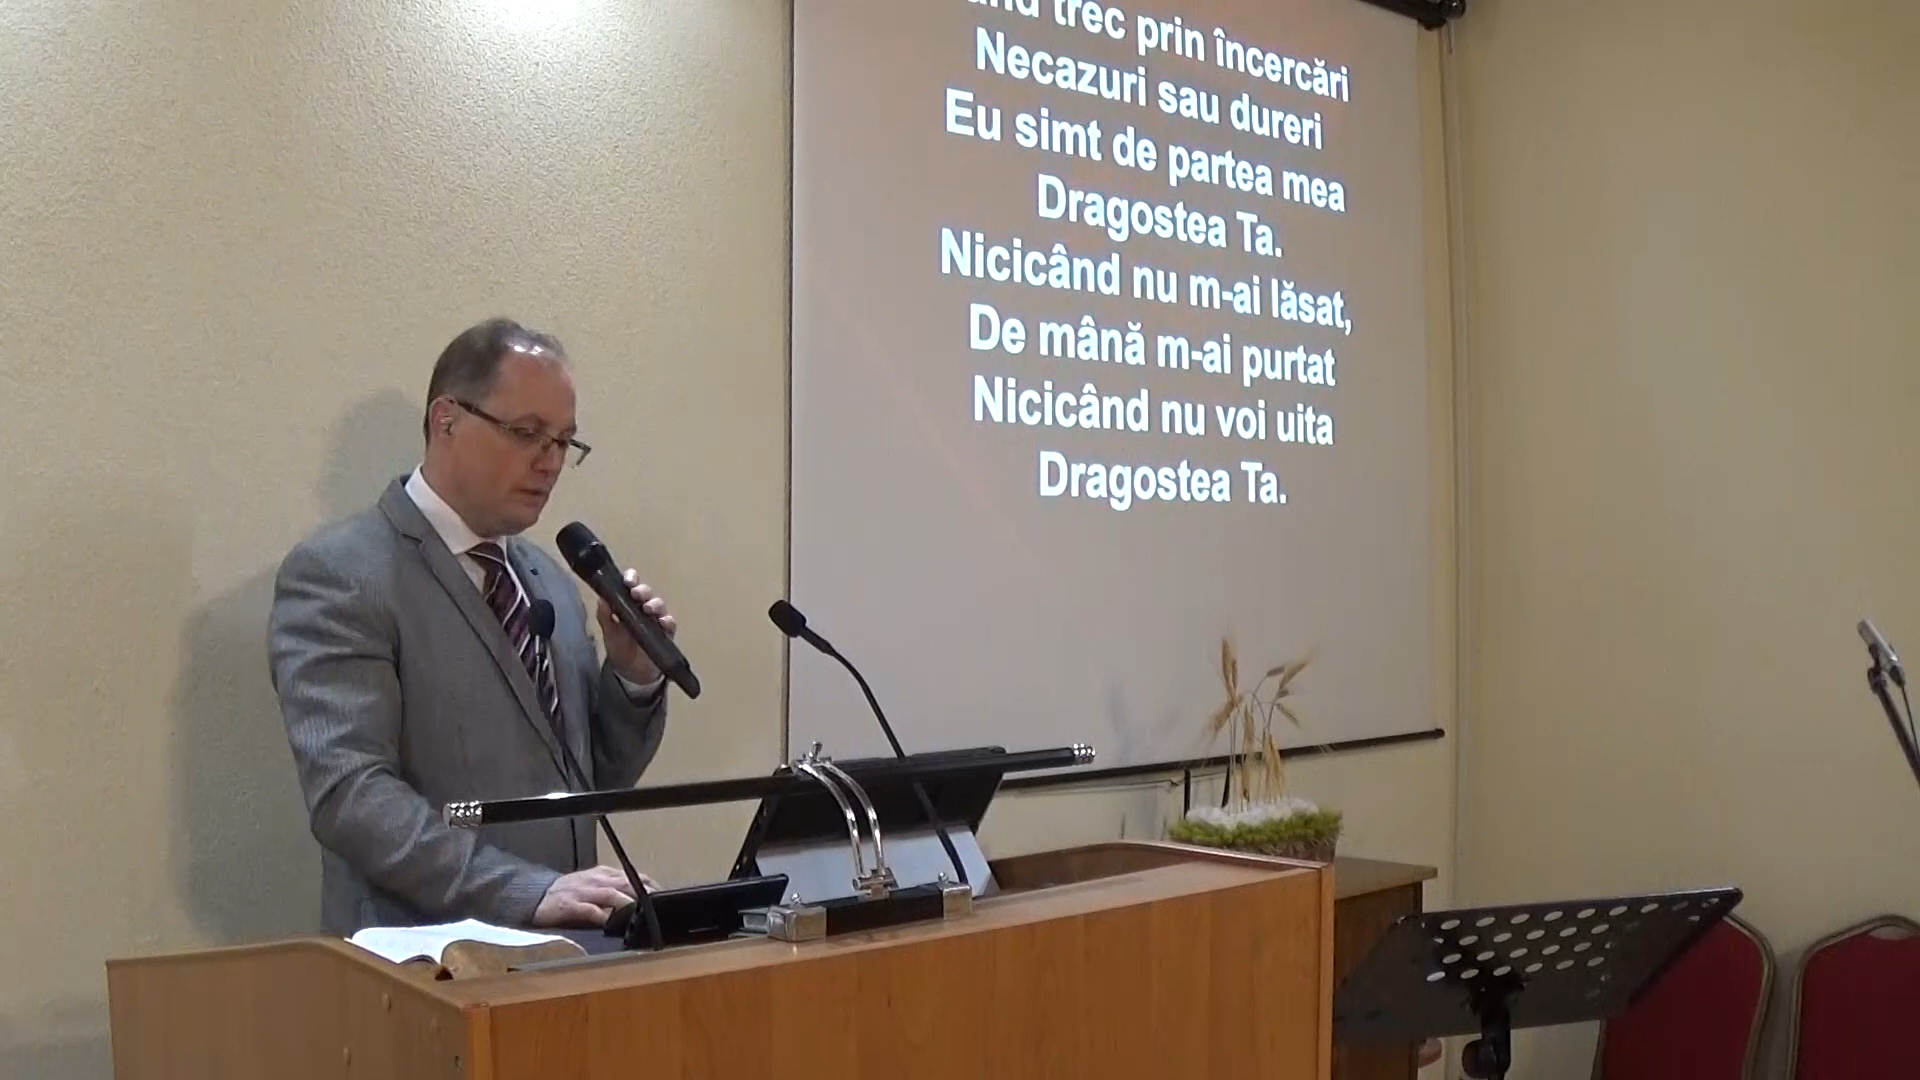 trec prin încercări
Necazuri sau dureri
Eu simt de partea mea
Dragostea Ta.
Nicicând nu m-ai lăsat,
De mână m-ai purtat
Nicicând nu voi uita
Dragostea Ta.